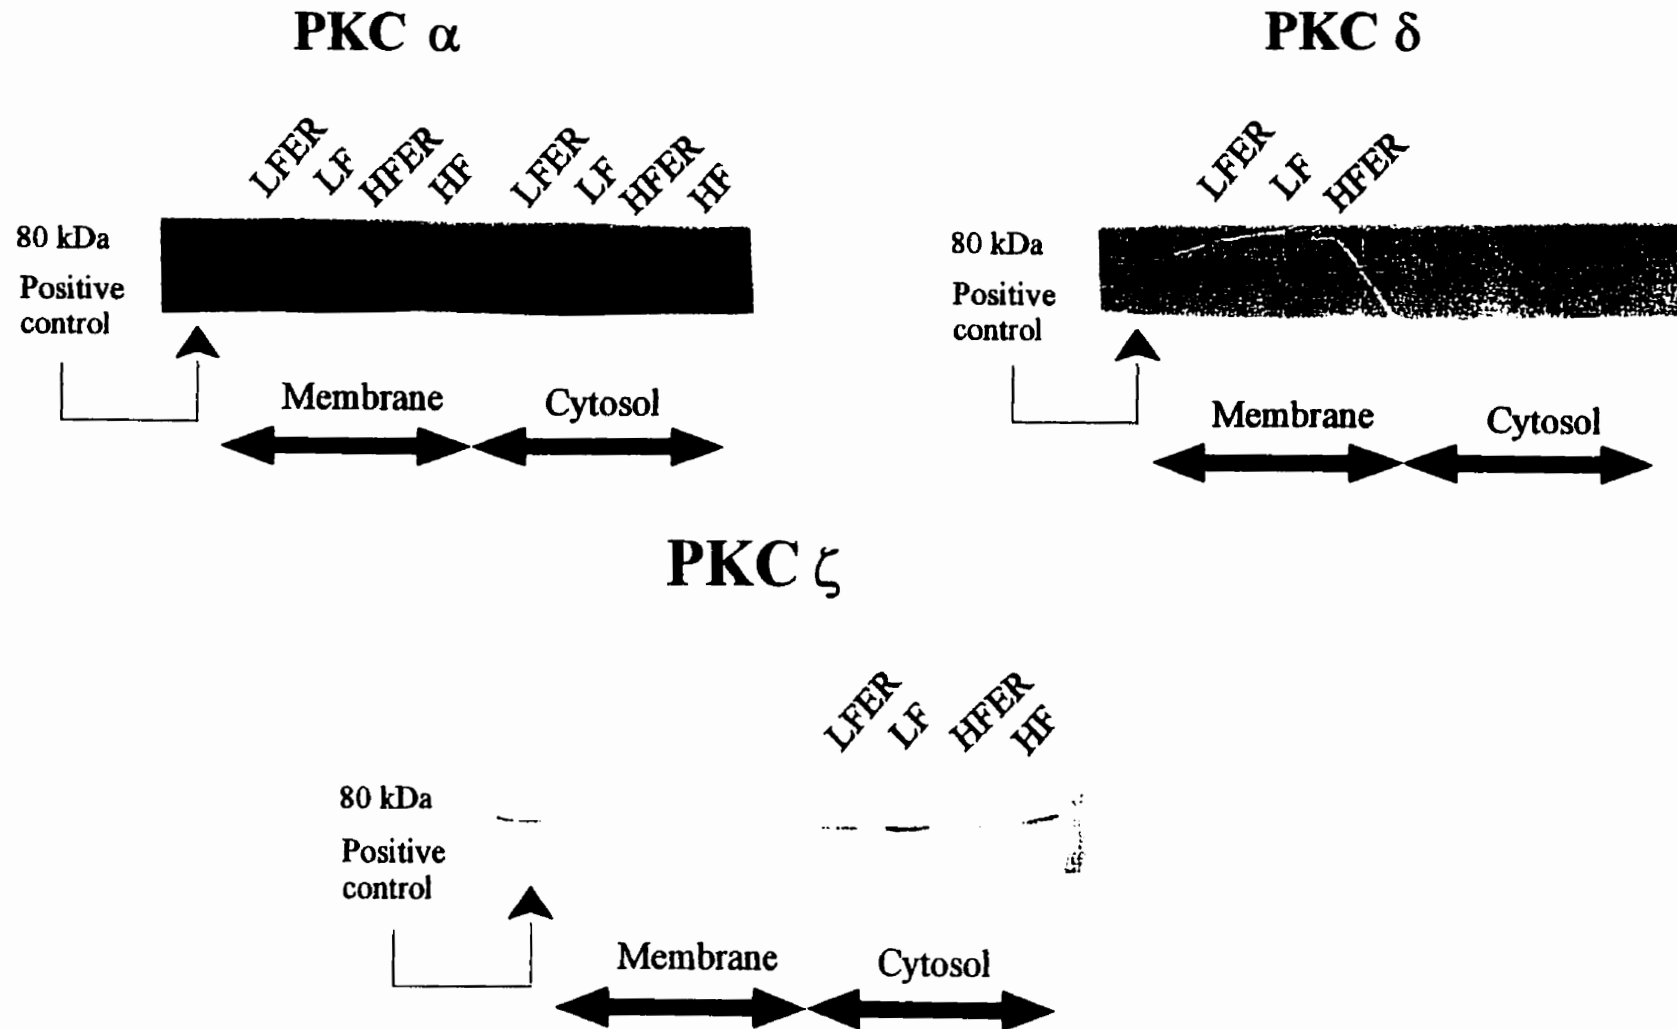 PKC α
LFER LF HFER HF LFER LF HFER HF
80 kDa
Positive
control
Membrane Cytosol
PKC δ
LFER LF HFER
80 kDa
Positive
control
Membrane Cytosol
PKC ζ
LFER LF HFER HF
80 kDa
Positive
control
Membrane Cytosol